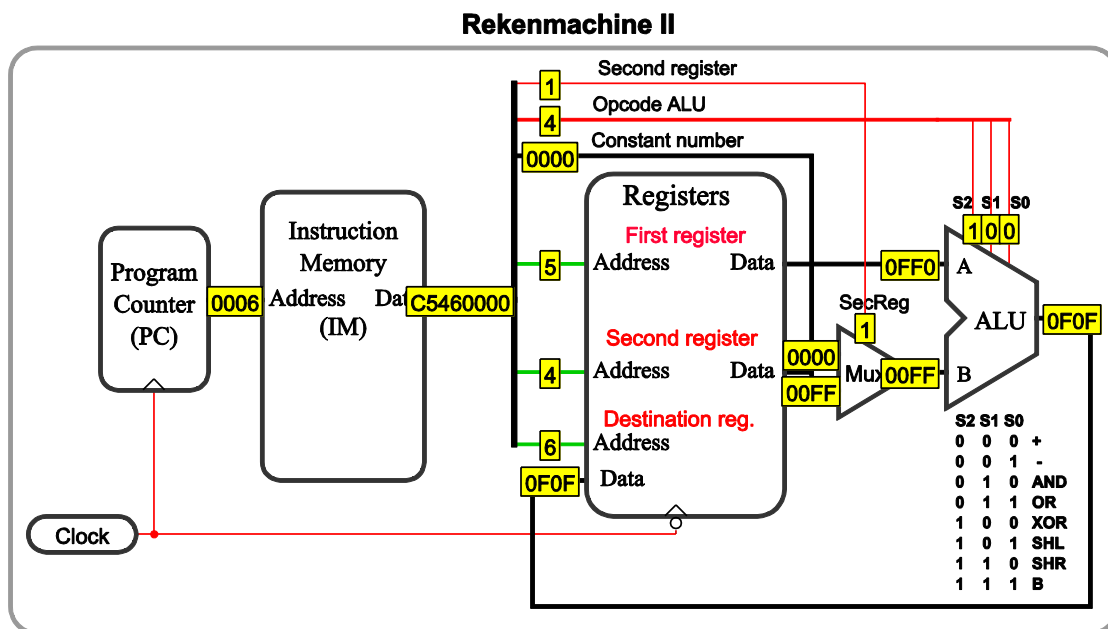 Rekenmachine II
1 Second register
4 Opcode ALU
0000 Constant number
Program
Counter
(PC)
0006
Instruction
Memory
(IM)
Address
Dat
C5460000
Registers
First register
5 Address Data 0FF0
Second register
4 Address Data
0000
00FF
Destination reg.
6 Address
0F0F Data
SecReg
1
Mux
00FF
S2 S1 S0
1 0 0
A
B
ALU
0F0F
Clock
S2 S1 S0
0 0 0 +
0 0 1 -
0 1 0 AND
0 1 1 OR
1 0 0 XOR
1 0 1 SHL
1 1 0 SHR
1 1 1 B